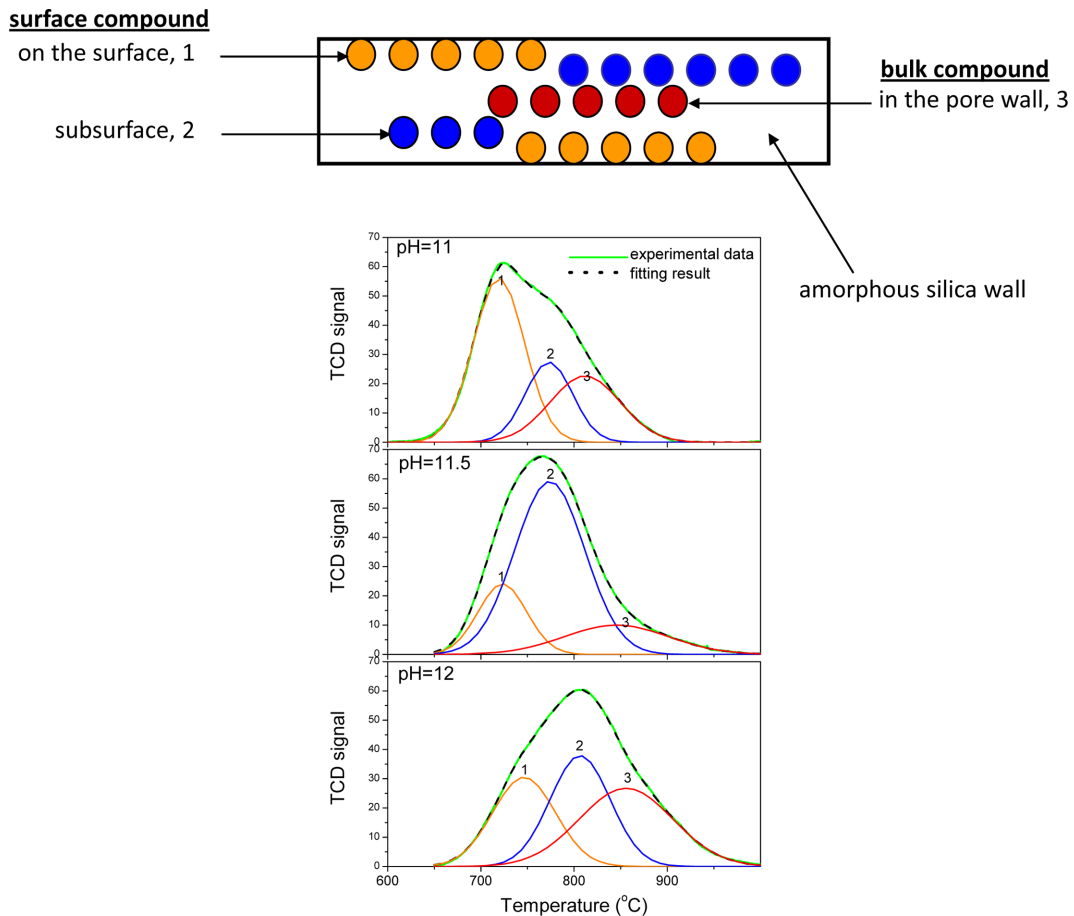 surface compound
on the surface, 1
subsurface, 2
bulk compound
in the pore wall, 3
amorphous silica wall
pH=11
experimental data
fitting result
TCD signal
70
60
50
40
30
20
10
0
1
2
3
pH=11.5
TCD signal
70
60
50
40
30
20
10
0
1
2
3
pH=12
TCD signal
70
60
50
40
30
20
10
0
1
2
3
600 700 800 900
Temperature (°C)